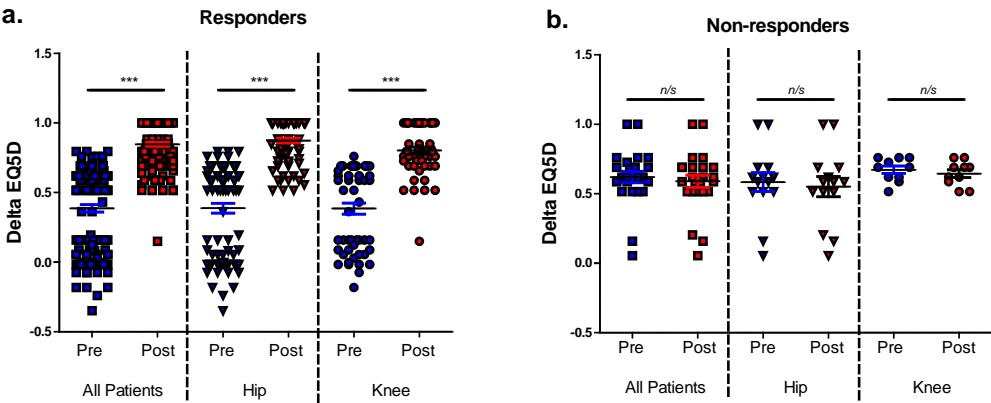 a.
Responders
Delta EQ5D
1.5
1.0
0.5
0.0
-0.5
***
***
***
Pre
Post
Pre
Post
Pre
Post
All Patients
Hip
Knee
b.
Non-responders
Delta EQ5D
1.5
1.0
0.5
0.0
-0.5
n/s
n/s
n/s
Pre
Post
Pre
Post
Pre
Post
All Patients
Hip
Knee